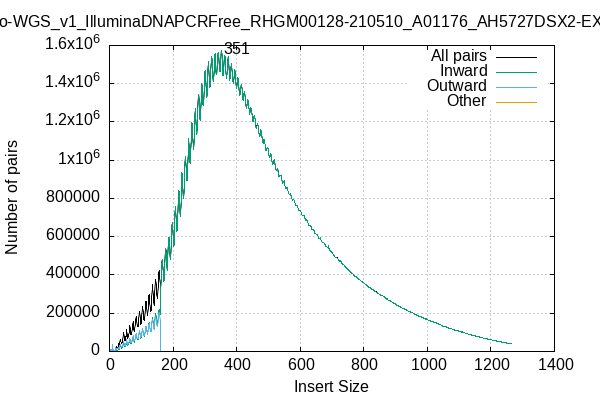 o-WGS_v1_IlluminaDNAPCRFree_RHGM00128-210510_A01176_AH5727DSX2-EX
1.6x10^6
1.4x10^6
1.2x10^6
1x10^6
800000
600000
400000
200000
0
Number of pairs
351
All pairs
Inward
Outward
Other
0 200 400 600 800 1000 1200 1400
Insert Size